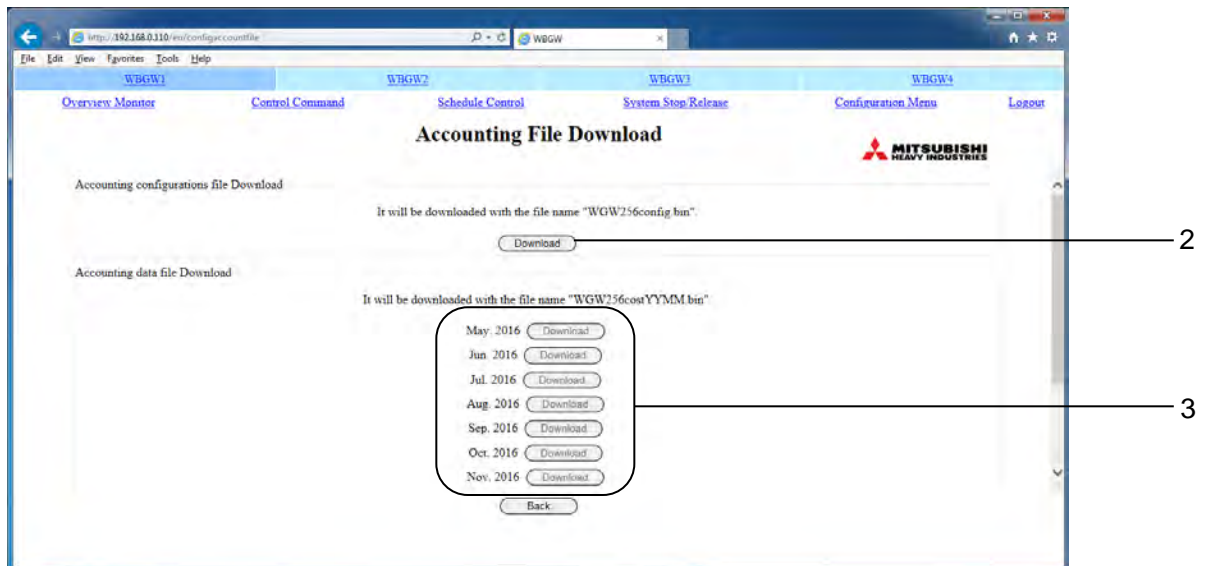 http://192.168.0.110/en/configaccountfile
WBGW
File Edit View Favorites Tools Help
WBGW1 WBGW2 WBGW3 WBGW4
Overview Monitor Control Command Schedule Control System Stop/Release Configuration Menu Logout
Accounting File Download
MITSUBISHI
HEAVY INDUSTRIES
Accounting configurations file Download
It will be downloaded with the file name "WGW256config.bin".
Download
2
Accounting data file Download
It will be downloaded with the file name "WGW256costYYMM.bin"
May. 2016 Download
Jun. 2016 Download
Jul. 2016 Download
Aug. 2016 Download
3
Sep. 2016 Download
Oct. 2016 Download
Nov. 2016 Download
Back